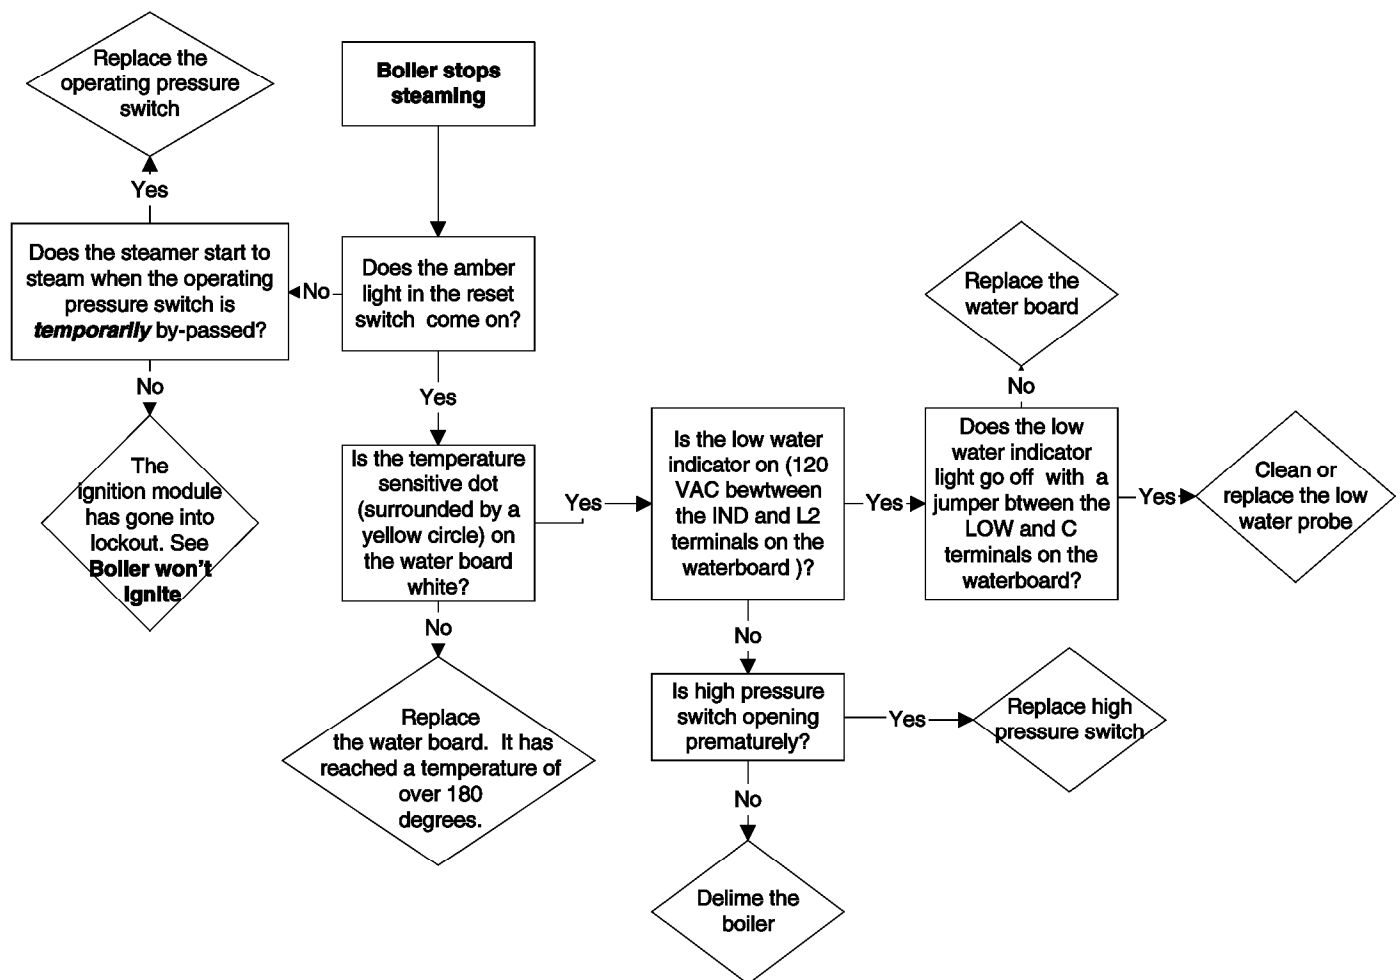 Replace the
operating pressure
switch
Boiler stops
steaming
Yes
Does the steamer start to
steam when the operating
pressure switch is
temporarily by-passed?
No
Does the amber
light in the reset
switch come on?
Replace the
water board
No
Yes
No
The
ignition module
has gone into
lockout. See
Boiler won't
ignite
Is the temperature
sensitive dot
(surrounded by a
yellow circle) on
the water board
white?
Yes
Is the low water
indicator on (120
VAC bewtween
the IND and L2
terminals on the
waterboard )?
Yes
Does the low
water indicator
light go off with a
jumper btween the
LOW and C
terminals on the
waterboard?
Yes
Clean or
replace the low
water probe
No
No
Replace
the water board. It has
reached a temperature of
over 180
degrees.
Is high pressure
switch opening
prematurely?
Yes
Replace high
pressure switch
No
Delime the
boiler